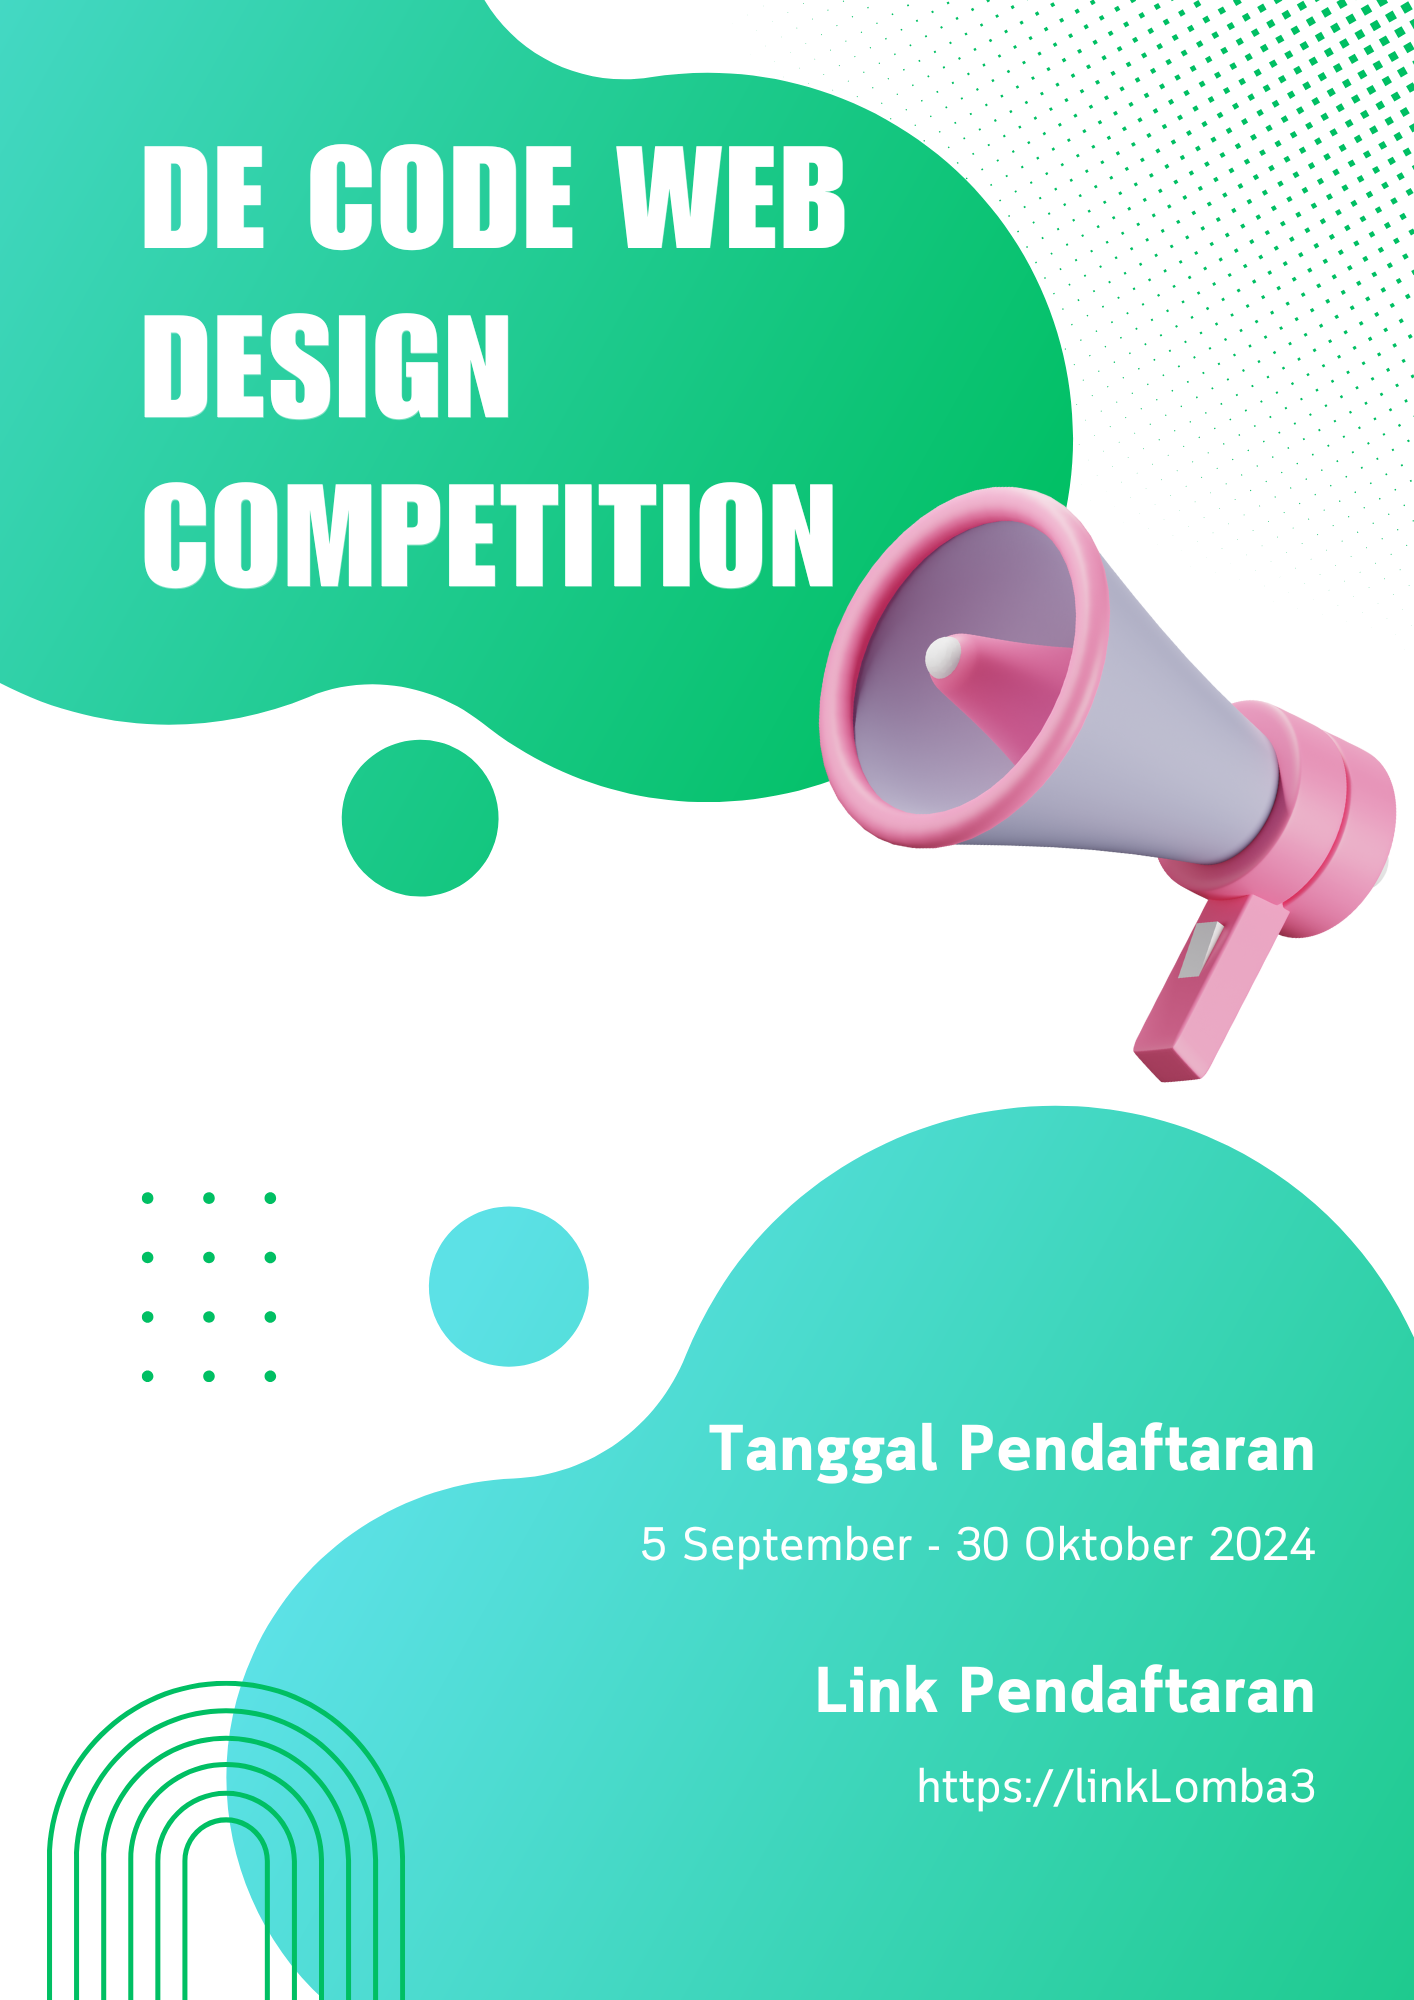 DE CODE WEB
DESIGN
COMPETITION
Tanggal Pendaftaran
5 September - 30 Oktober 2024
Link Pendaftaran
https://linkLomba3